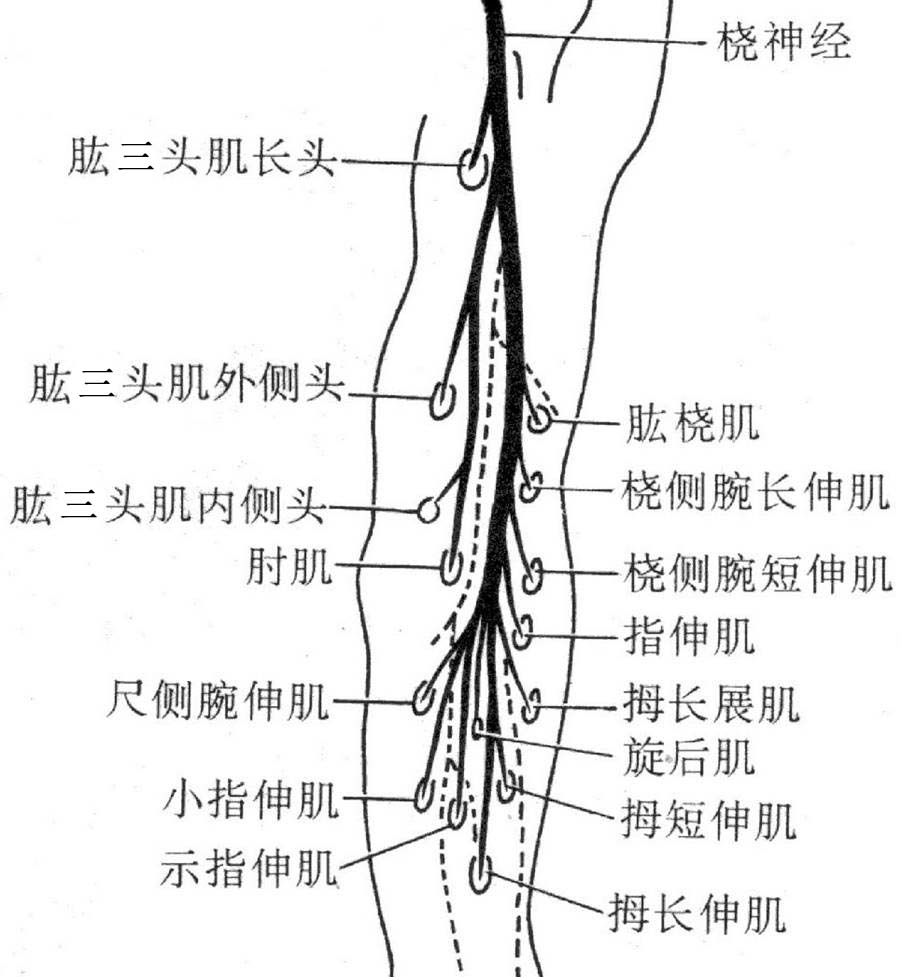 桡神经
肱三头肌长头
肱三头肌外侧头
肱桡肌
桡侧腕长伸肌
肱三头肌内侧头
肘肌
桡侧腕短伸肌
指伸肌
尺侧腕伸肌
拇长展肌
旋后肌
小指伸肌
拇短伸肌
示指伸肌
拇长伸肌